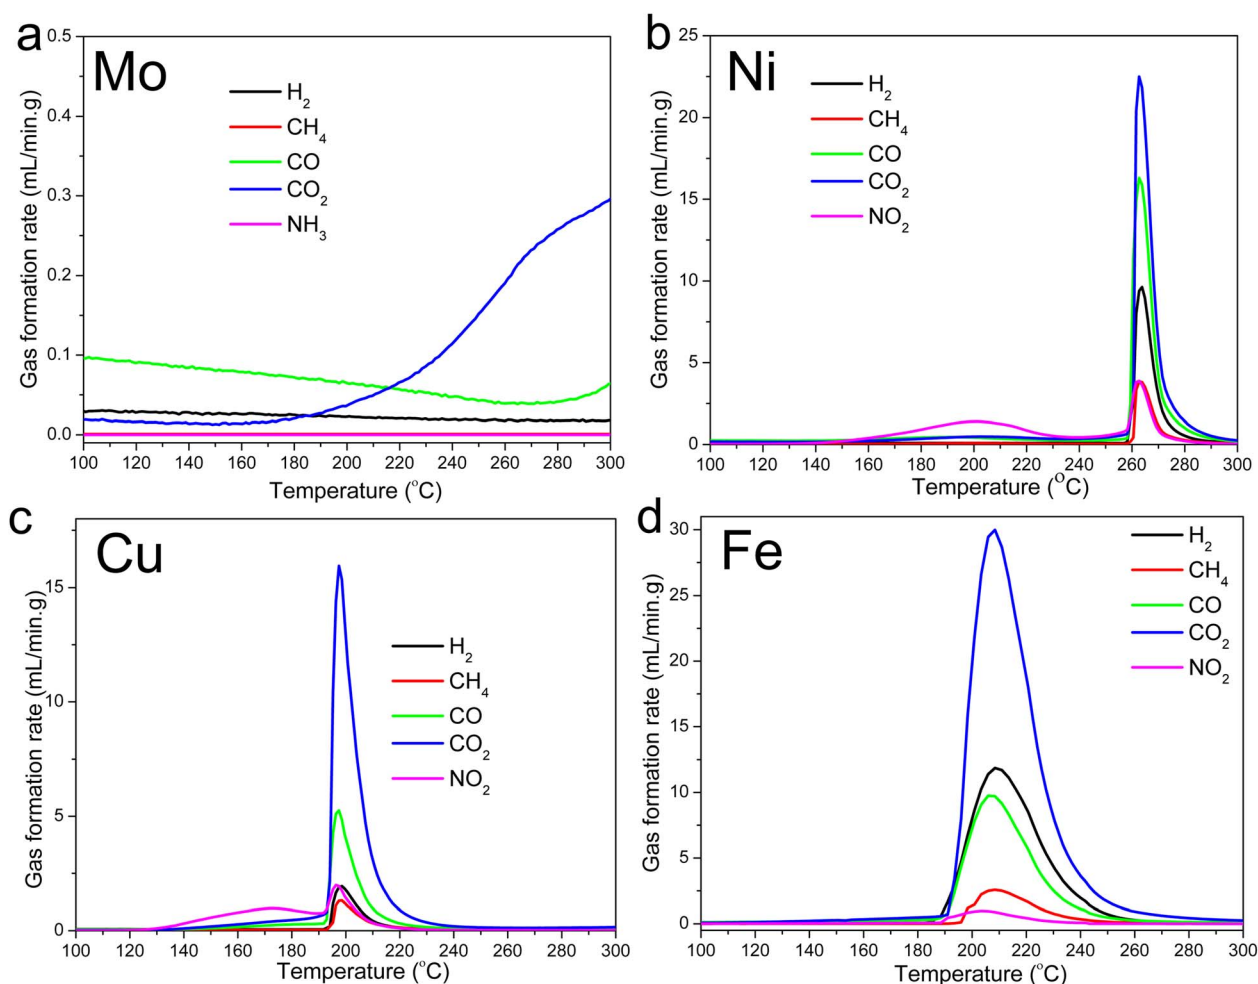 a
Mo
Gas formation rate (mL/min.g)
0.5
0.4
0.3
0.2
0.1
0.0
H2
CH4
CO
CO2
NH3
100 120 140 160 180 200 220 240 260 280 300
Temperature (°C)
b
Ni
Gas formation rate (mL/min.g)
25
20
15
10
5
0
H2
CH4
CO
CO2
NO2
100 120 140 160 180 200 220 240 260 280 300
Temperature (°C)
c
Cu
Gas formation rate (mL/min.g)
15
10
5
0
H2
CH4
CO
CO2
NO2
100 120 140 160 180 200 220 240 260 280 300
Temperature (°C)
d
Fe
Gas formation rate (mL/min.g)
30
25
20
15
10
5
0
H2
CH4
CO
CO2
NO2
100 120 140 160 180 200 220 240 260 280 300
Temperature (°C)